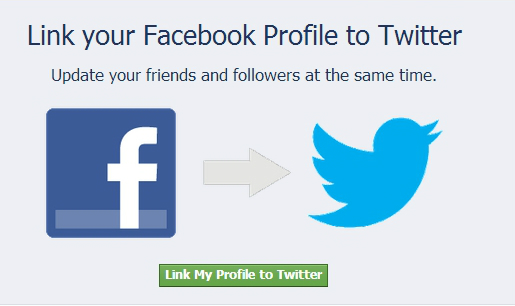 Link your Facebook Profile to Twitter
Update your friends and followers at the same time.
f
Link My Profile to Twitter